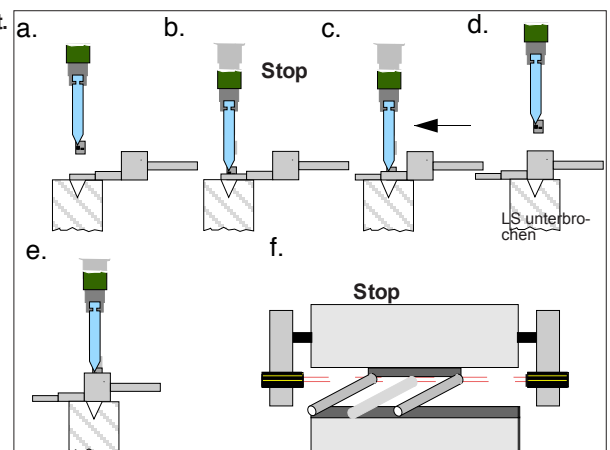 t.
a.
b.
c.
d.
Stop
LS unterbro-
chen
e.
f.
Stop